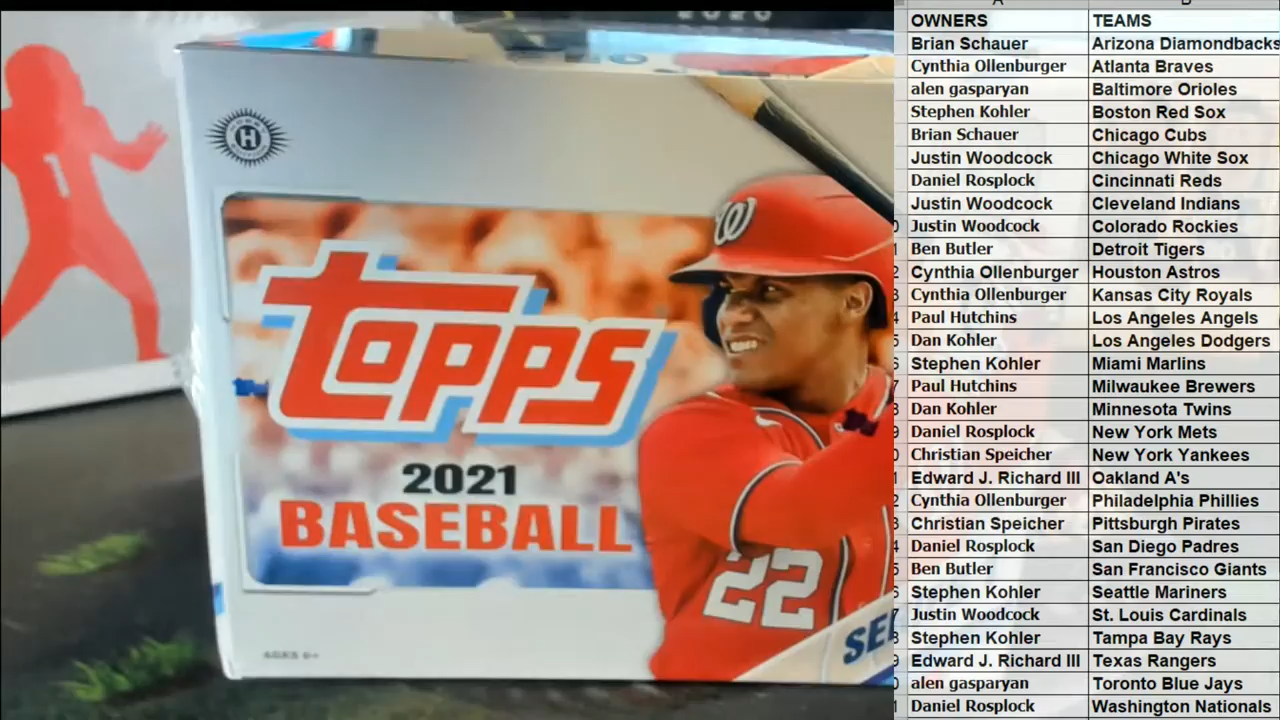 2020
H
W
TOPPS
2021
BASEBALL
22
SE
AGES 6+
1
OWNERS TEAMS
Brian Schauer Arizona Diamondbacks
Cynthia Ollenburger Atlanta Braves
alen gasparyan Baltimore Orioles
Stephen Kohler Boston Red Sox
Brian Schauer Chicago Cubs
Justin Woodcock Chicago White Sox
Daniel Rosplock Cincinnati Reds
Justin Woodcock Cleveland Indians
Justin Woodcock Colorado Rockies
Ben Butler Detroit Tigers
Cynthia Ollenburger Houston Astros
Cynthia Ollenburger Kansas City Royals
Paul Hutchins Los Angeles Angels
Dan Kohler Los Angeles Dodgers
Stephen Kohler Miami Marlins
Paul Hutchins Milwaukee Brewers
Dan Kohler Minnesota Twins
Daniel Rosplock New York Mets
Christian Speicher New York Yankees
Edward J. Richard III Oakland A's
Cynthia Ollenburger Philadelphia Phillies
Christian Speicher Pittsburgh Pirates
Daniel Rosplock San Diego Padres
Ben Butler San Francisco Giants
Stephen Kohler Seattle Mariners
Justin Woodcock St. Louis Cardinals
Stephen Kohler Tampa Bay Rays
Edward J. Richard III Texas Rangers
alen gasparyan Toronto Blue Jays
Daniel Rosplock Washington Nationals